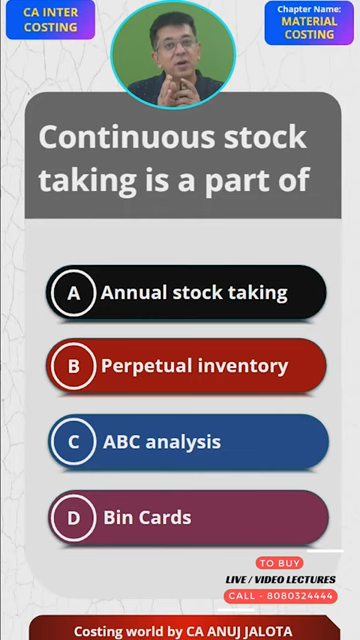 CA INTER
COSTING
Chapter Name:
MATERIAL
COSTING
Continuous stock
taking is a part of
A Annual stock taking
B Perpetual inventory
C ABC analysis
D Bin Cards
TO BUY
LIVE / VIDEO LECTURES
CALL - 8080324444
Costing world by CA ANUJ JALOTA